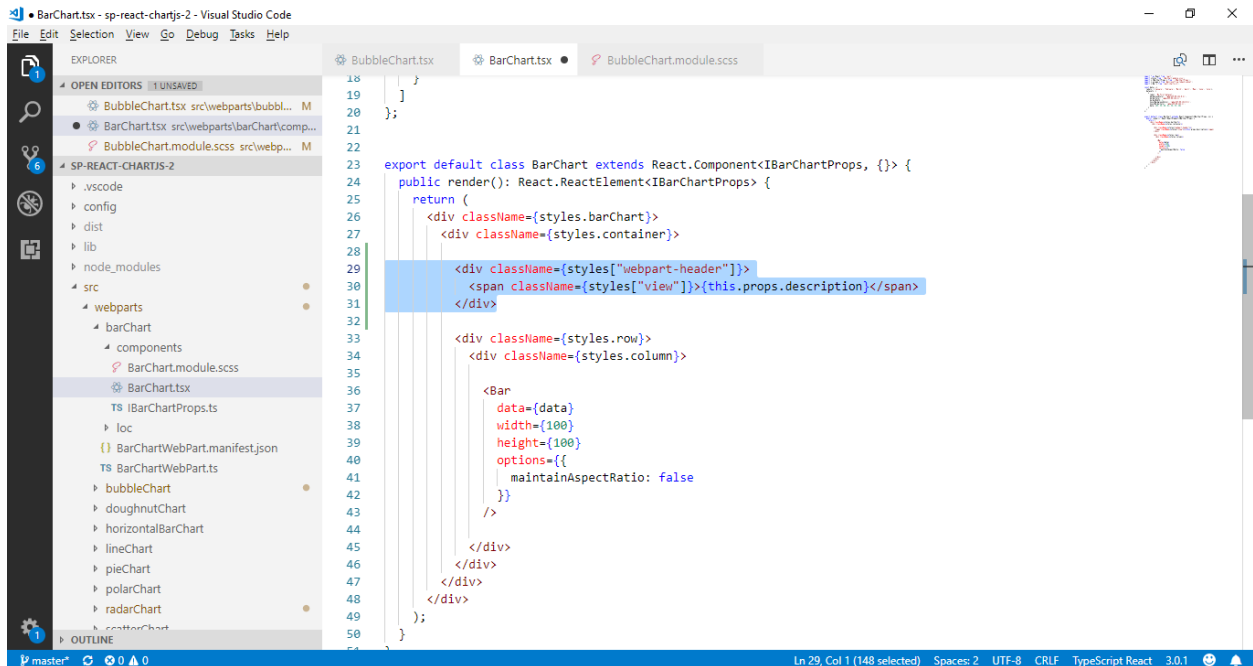 ● BarChart.tsx - sp-react-chartjs-2 - Visual Studio Code
File Edit Selection View Go Debug Tasks Help
EXPLORER
OPEN EDITORS 1 UNSAVED
BubbleChart.tsx src\webparts\bubbl... M
● BarChart.tsx src\webparts\barChart\comp...
BubbleChart.module.scss src\webp... M
SP-REACT-CHARTJS-2
.vscode
config
dist
lib
node_modules
src
webparts
barChart
components
BarChart.module.scss
BarChart.tsx
TS IBarChartProps.ts
loc
{} BarChartWebPart.manifest.json
TS BarChartWebPart.ts
bubbleChart
doughnutChart
horizontalBarChart
lineChart
pieChart
polarChart
radarChart
scatterChart
OUTLINE
1
6
1
BubbleChart.tsx
BarChart.tsx ●
BubbleChart.module.scss
18 }
19 ]
20 };
21
22
23 export default class BarChart extends React.Component<IBarChartProps, {}> {
24 public render(): React.ReactElement<IBarChartProps> {
25 return (
26 <div className={styles.barChart}>
27 <div className={styles.container}>
28
29 <div className={styles["webpart-header"]}>
30 <span className={styles["view"]}>{this.props.description}</span>
31 </div>
32
33 <div className={styles.row}>
34 <div className={styles.column}>
35
36 <Bar
37 data={data}
38 width={100}
39 height={100}
40 options={{
41 maintainAspectRatio: false
42 }}
43 />
44
45 </div>
46 </div>
47 </div>
48 </div>
49 );
50 }
master* 0 0
Ln 29, Col 1 (148 selected) Spaces: 2 UTF-8 CRLF TypeScript React 3.0.1